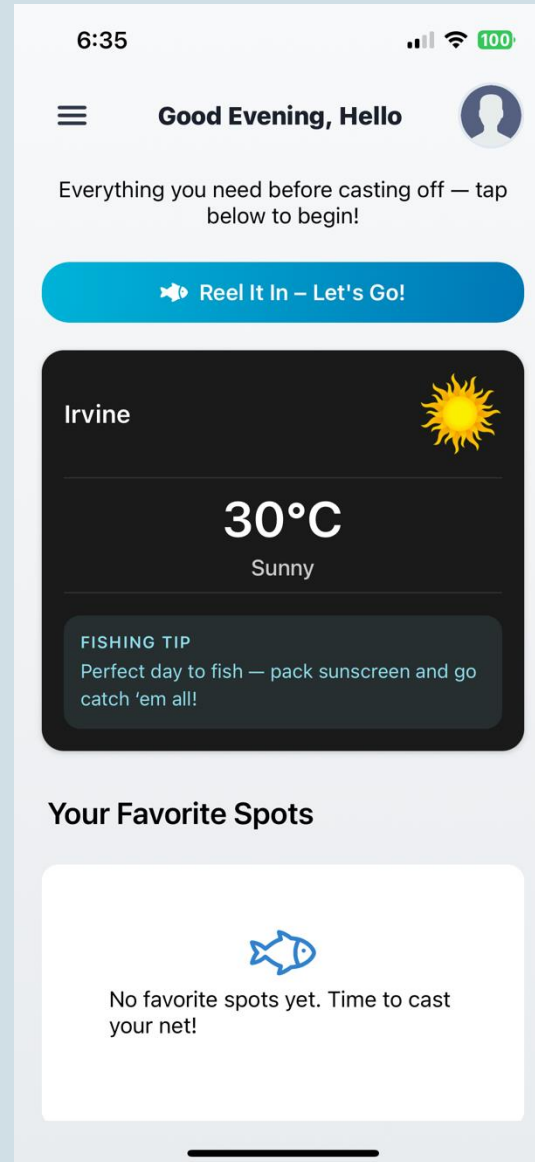 6:35
100
Good Evening, Hello
Everything you need before casting off — tap
below to begin!
Reel It In – Let's Go!
Irvine
30°C
Sunny
FISHING TIP
Perfect day to fish — pack sunscreen and go
catch ‘em all!
Your Favorite Spots
No favorite spots yet. Time to cast
your net!